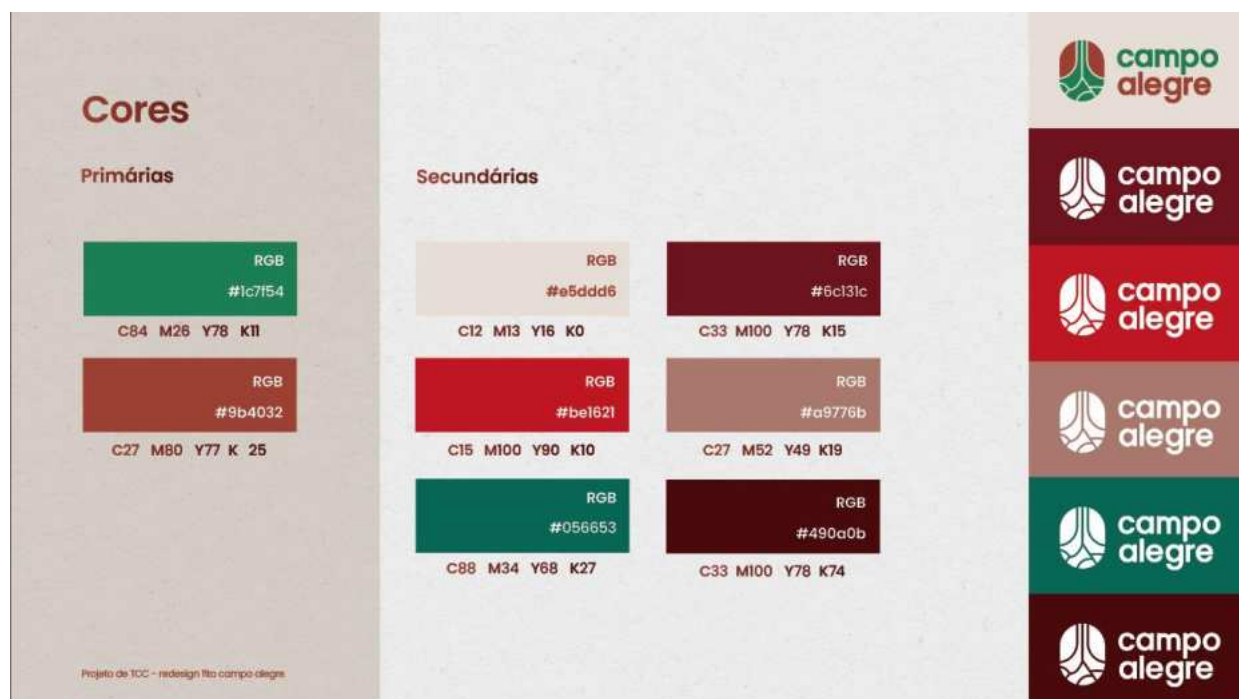 Cores
Primárias
RGB
#1c7f54
C84 M26 Y78 K11
RGB
#9b4032
C27 M80 Y77 K 25
Secundárias
RGB
#e5ddd6
C12 M13 Y16 K0
RGB
#6c131c
C33 M100 Y78 K15
RGB
#be1621
C15 M100 Y90 K10
RGB
#a9776b
C27 M52 Y49 K19
RGB
#056653
C88 M34 Y68 K27
RGB
#490a0b
C33 M100 Y78 K74
Projeto de TCC - redesign fito campo alegre
campo
alegre
campo
alegre
campo
alegre
campo
alegre
campo
alegre
campo
alegre